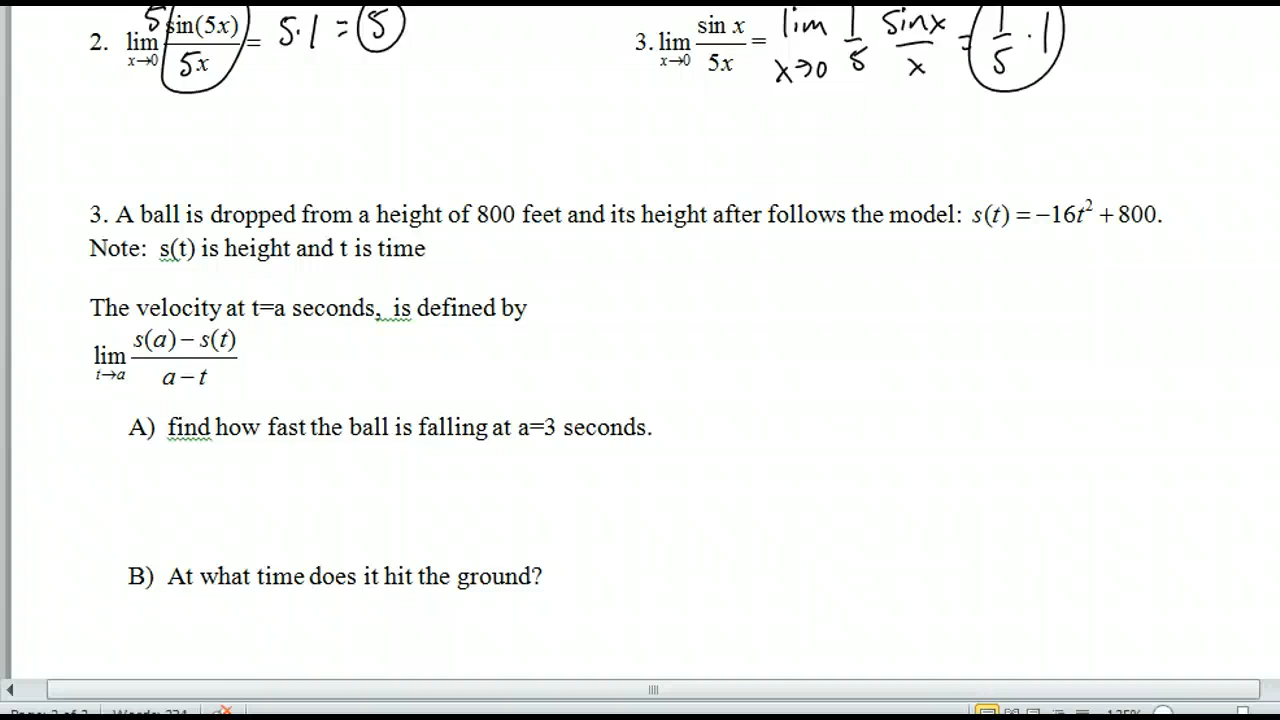 2. lim x→0 5 sin(5x) / 5x = 5·1 = 5
3. lim x→0 sin x / 5x = lim x→0 1/5 sinx/x = 1/5 · 1
3. A ball is dropped from a height of 800 feet and its height after follows the model: s(t) = −16t² + 800.
Note: s(t) is height and t is time
The velocity at t=a seconds, is defined by
lim t→a s(a) − s(t) / a − t
A) find how fast the ball is falling at a=3 seconds.
B) At what time does it hit the ground?